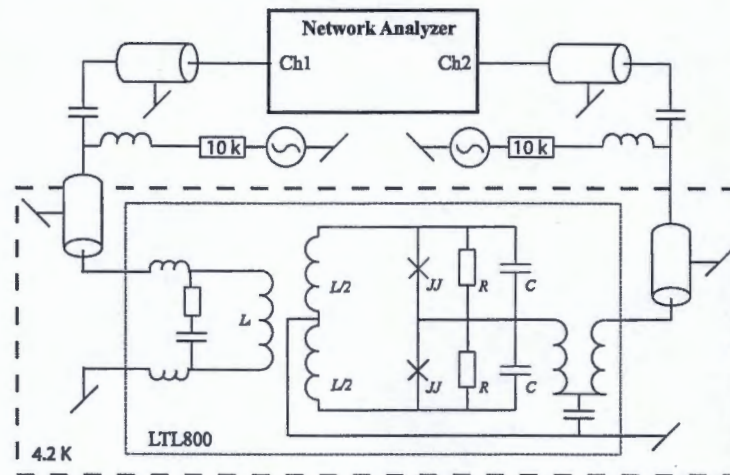 Network Analyzer
Ch1
Ch2
10 k
10 k
L
L/2
JJ
R
C
L/2
JJ
R
C
LTL800
4.2 K